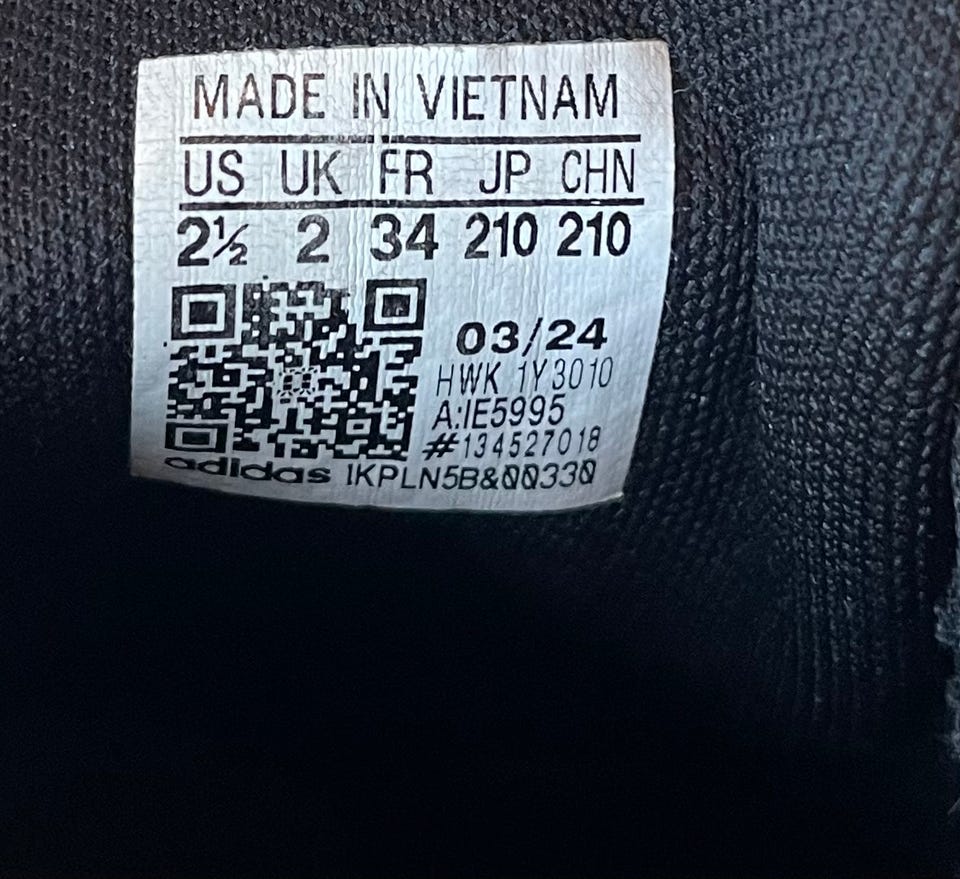 MADE IN VIETNAM
US UK FR JP CHN
2½ 2 34 210 210
03/24
HWK 1Y3010
A:IE5995
#134527018
adidas 1KPLN5B&00330